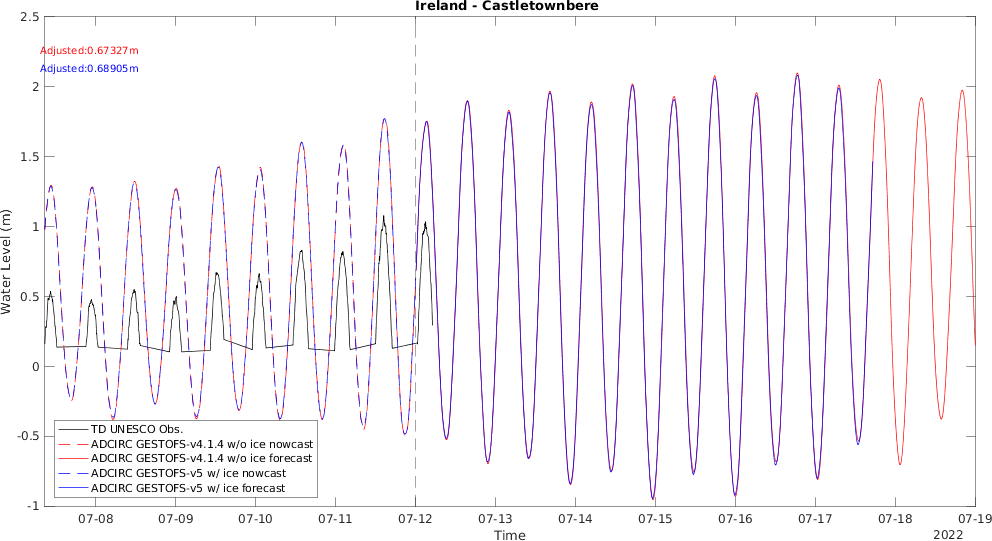 Ireland - Castletownbere
Adjusted:0.67327m
Adjusted:0.68905m
Water Level (m)
2.5
2
1.5
1
0.5
0
-0.5
-1
TD UNESCO Obs.
ADCIRC GESTOFS-v4.1.4 w/o ice nowcast
ADCIRC GESTOFS-v4.1.4 w/o ice forecast
ADCIRC GESTOFS-v5 w/ ice nowcast
ADCIRC GESTOFS-v5 w/ ice forecast
07-08 07-09 07-10 07-11 07-12 07-13 07-14 07-15 07-16 07-17 07-18 07-19
Time
2022